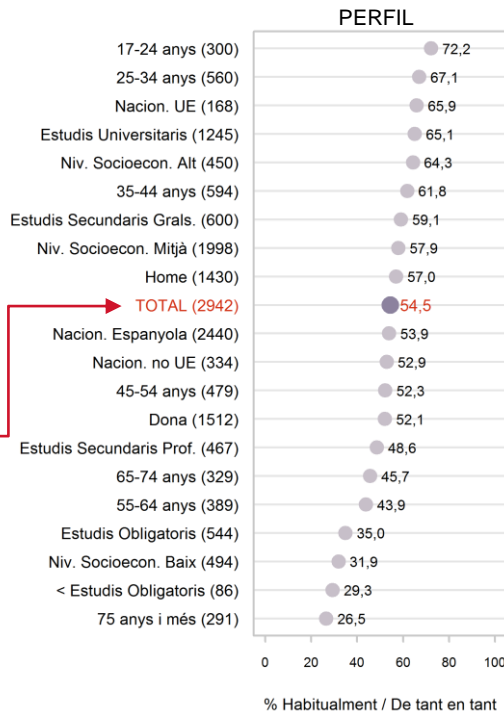 PERFIL
17-24 anys (300) 72,2
25-34 anys (560) 67,1
Nacion. UE (168) 65,9
Estudis Universitaris (1245) 65,1
Niv. Socioecon. Alt (450) 64,3
35-44 anys (594) 61,8
Estudis Secundaris Grals. (600) 59,1
Niv. Socioecon. Mitjà (1998) 57,9
Home (1430) 57,0
TOTAL (2942) 54,5
Nacion. Espanyola (2440) 53,9
Nacion. no UE (334) 52,9
45-54 anys (479) 52,3
Dona (1512) 52,1
Estudis Secundaris Prof. (467) 48,6
65-74 anys (329) 45,7
55-64 anys (389) 43,9
Estudis Obligatoris (544) 35,0
Niv. Socioecon. Baix (494) 31,9
< Estudis Obligatoris (86) 29,3
75 anys i més (291) 26,5
0 20 40 60 80 100
% Habitualment / De tant en tant